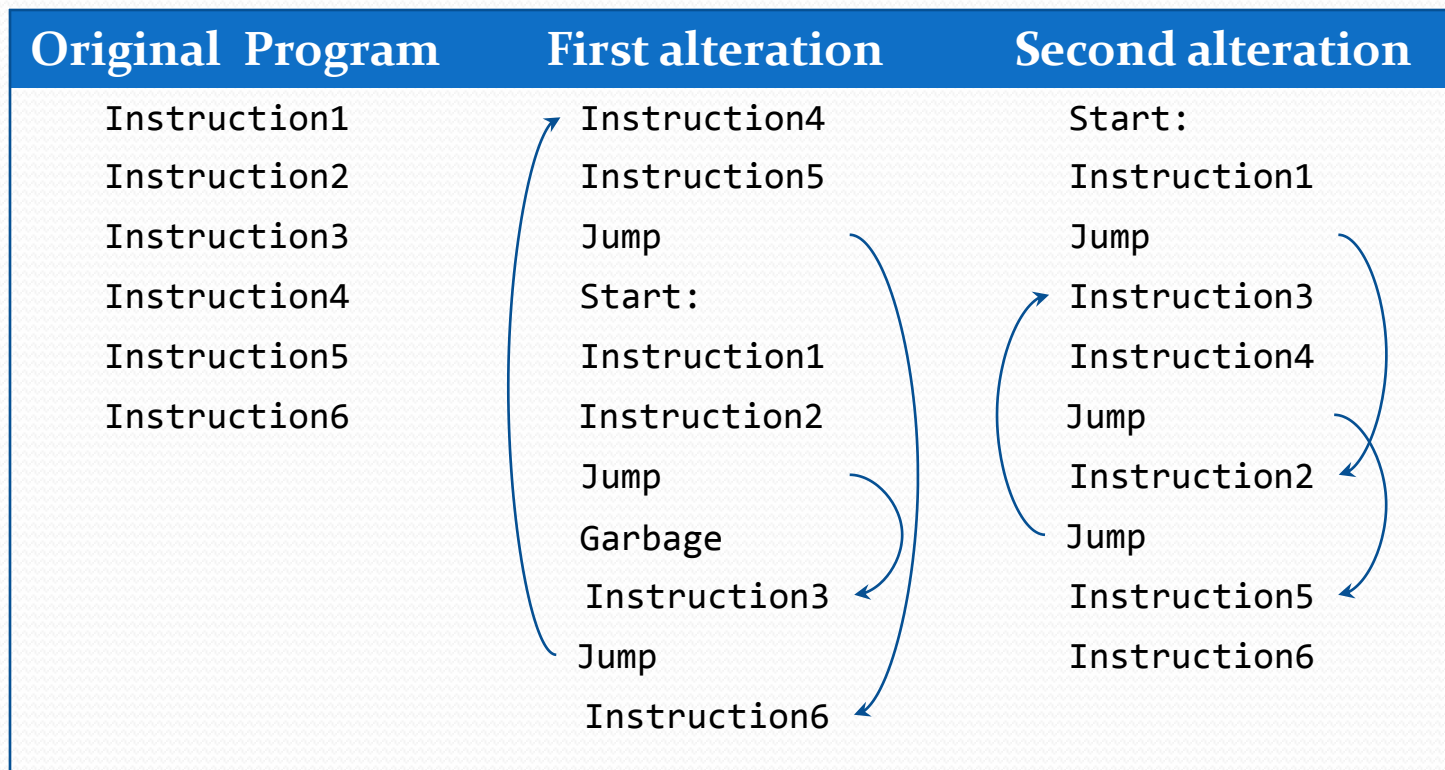 Original Program First alteration Second alteration
Instruction1 Instruction4 Start:
Instruction2 Instruction5 Instruction1
Instruction3 Jump Jump
Instruction4 Start: Instruction3
Instruction5 Instruction1 Instruction4
Instruction6 Instruction2 Jump
Jump Instruction2
Garbage Jump
Instruction3 Instruction5
Jump Instruction6
Instruction6